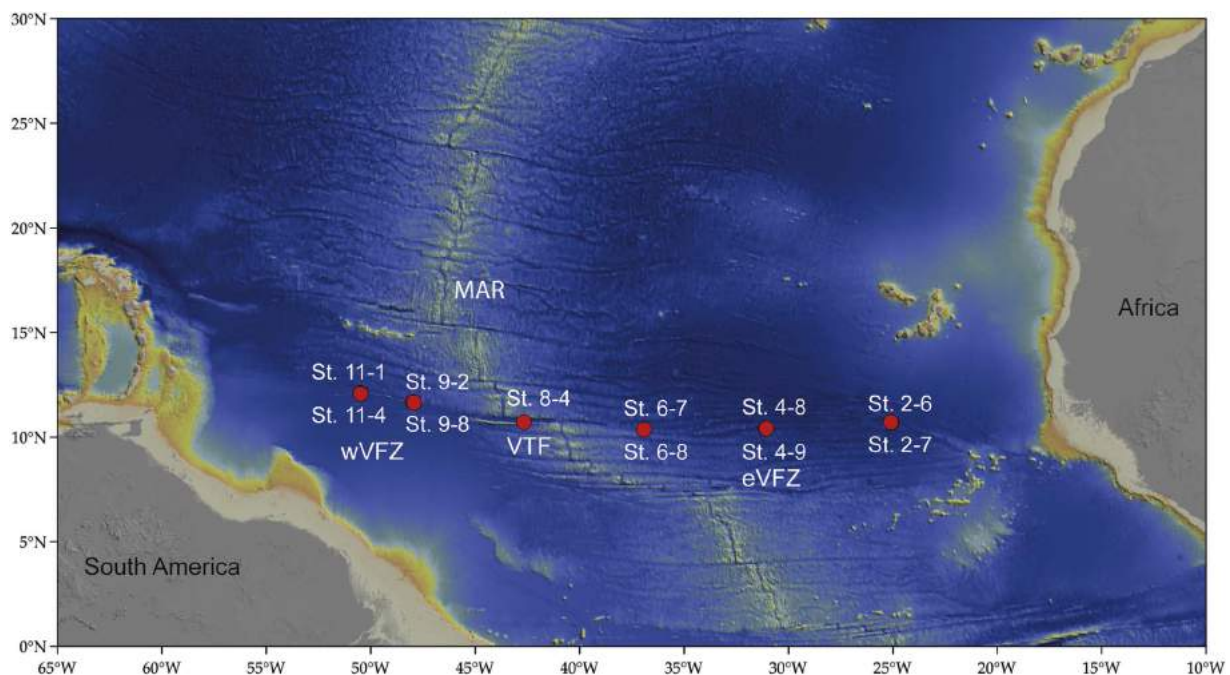 30°N
25°N
20°N
15°N
10°N
5°N
0°N
MAR
Africa
St. 11-1
St. 9-2
St. 8-4
St. 6-7
St. 4-8
St. 2-6
St. 11-4
St. 9-8
St. 6-8
St. 4-9
St. 2-7
wVFZ
VTF
eVFZ
South America
65°W
60°W
55°W
50°W
45°W
40°W
35°W
30°W
25°W
20°W
15°W
10°W